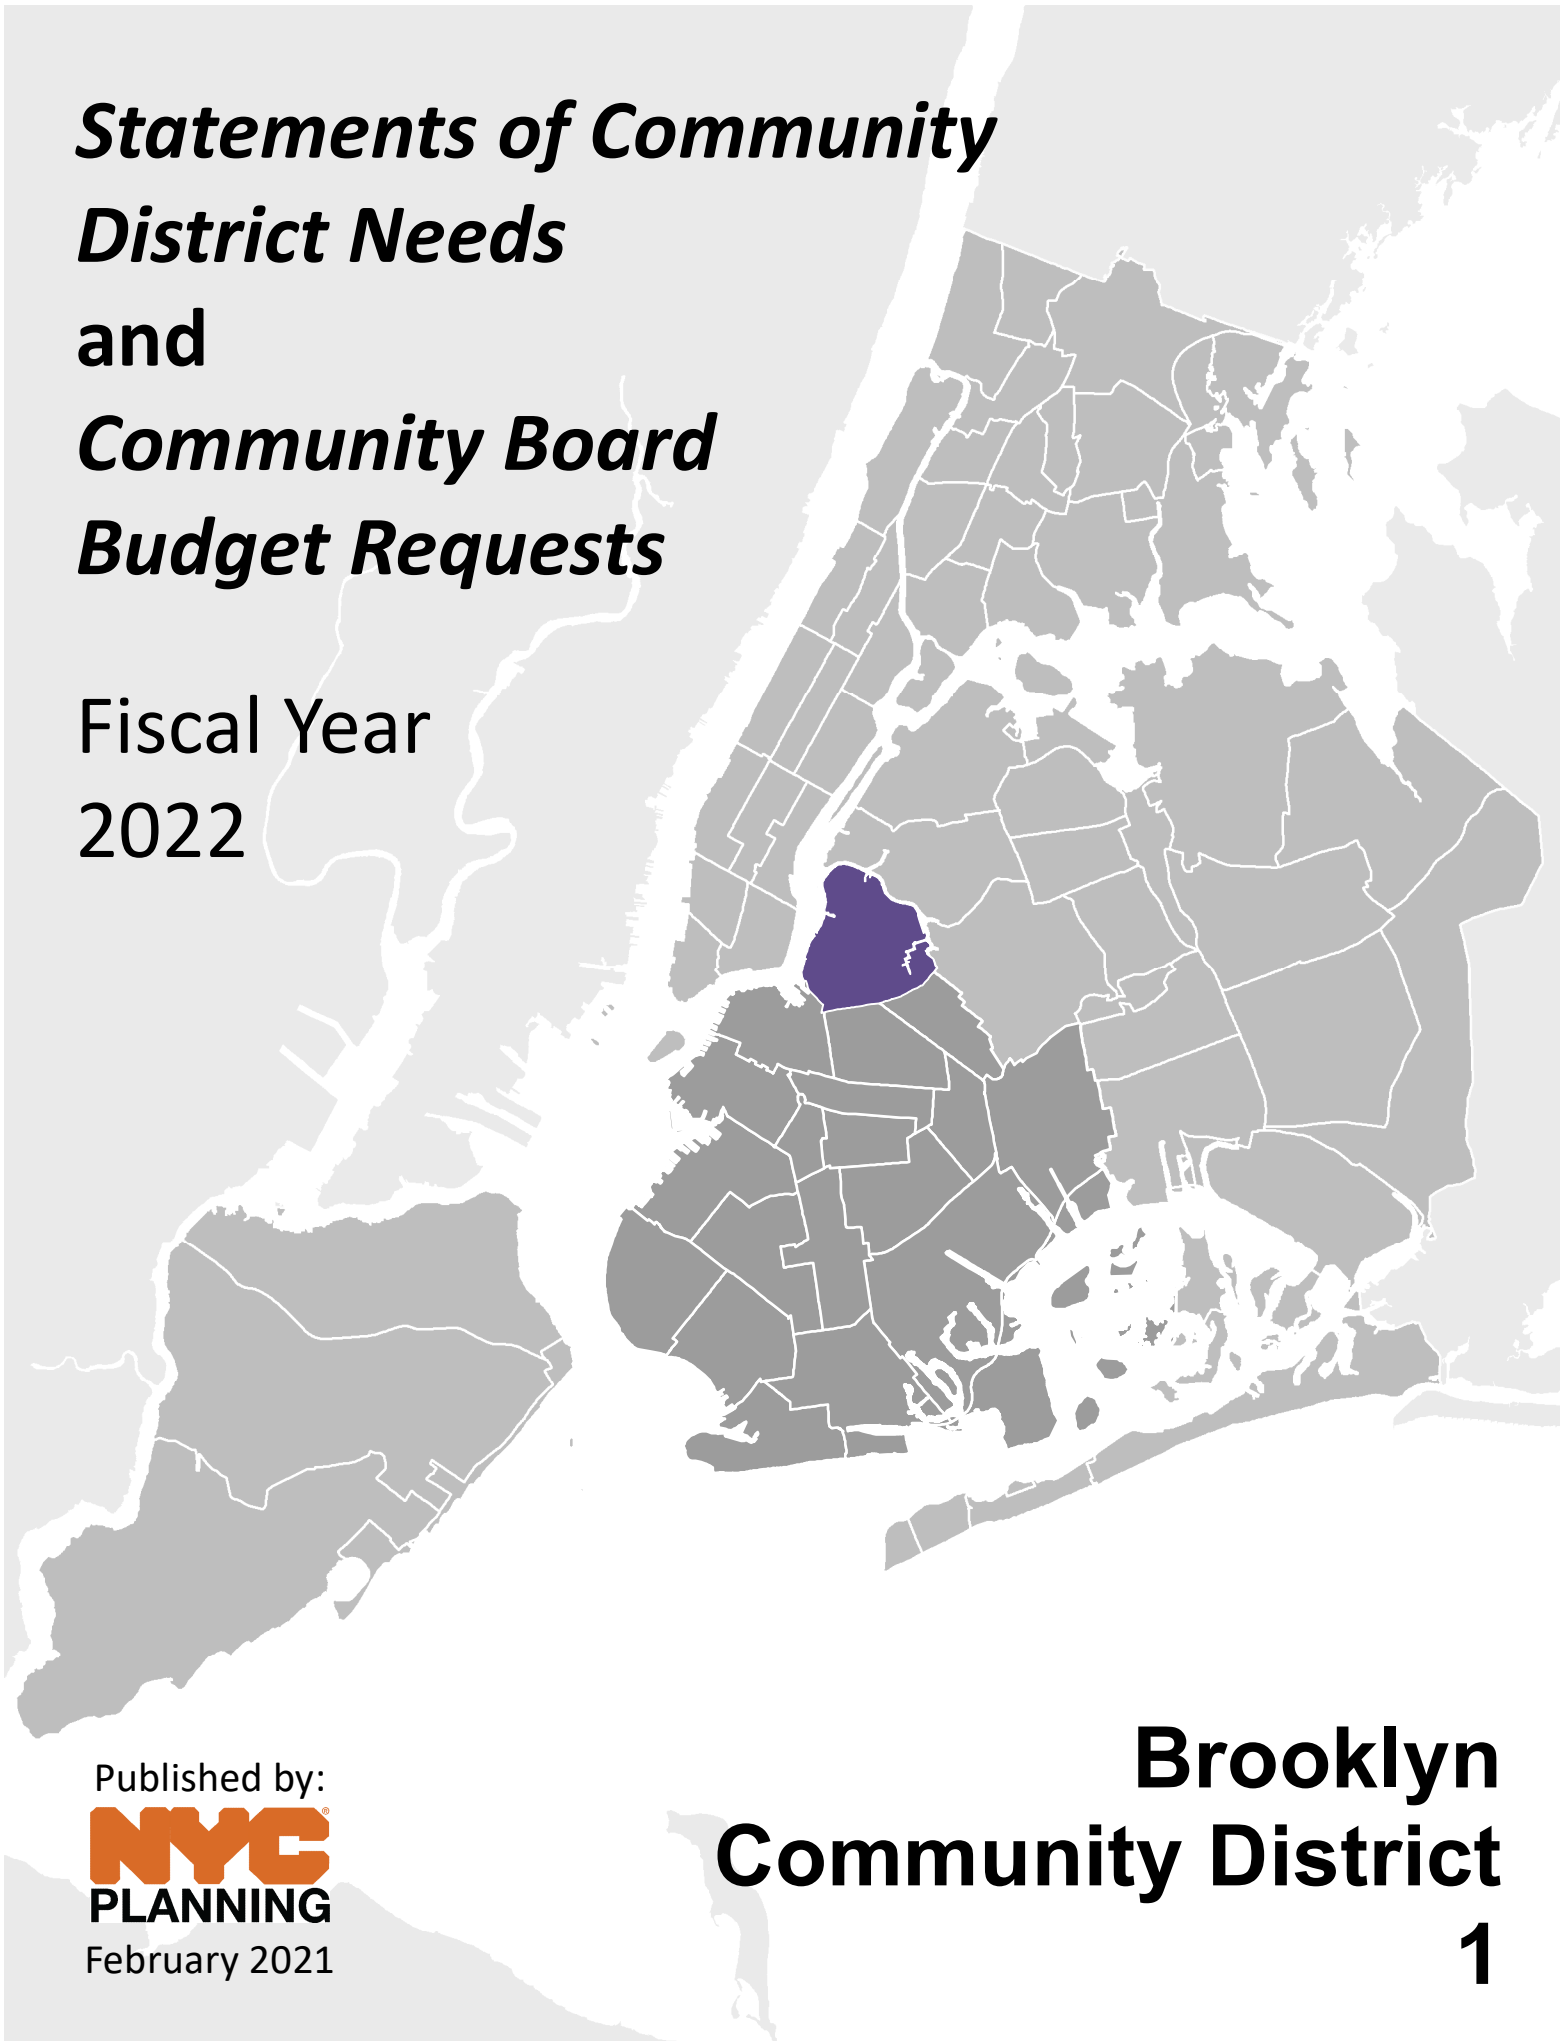 Statements of Community
District Needs
and
Community Board
Budget Requests
Fiscal Year
2022
Published by:
NYC®
PLANNING
February 2021
Brooklyn
Community District
1